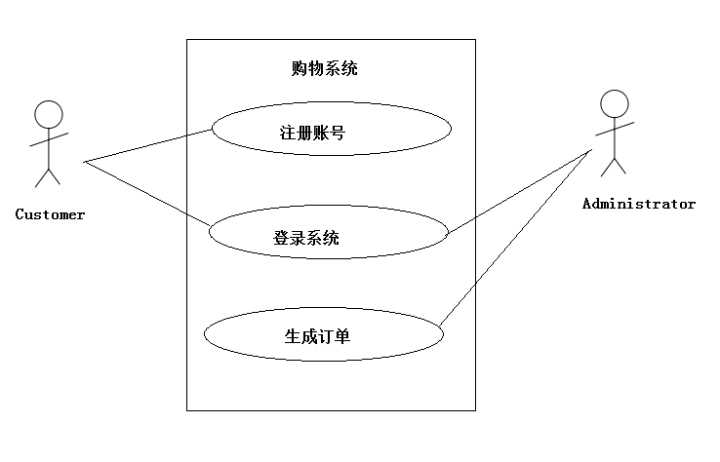 购物系统
注册账号
Customer
Administrator
登录系统
生成订单